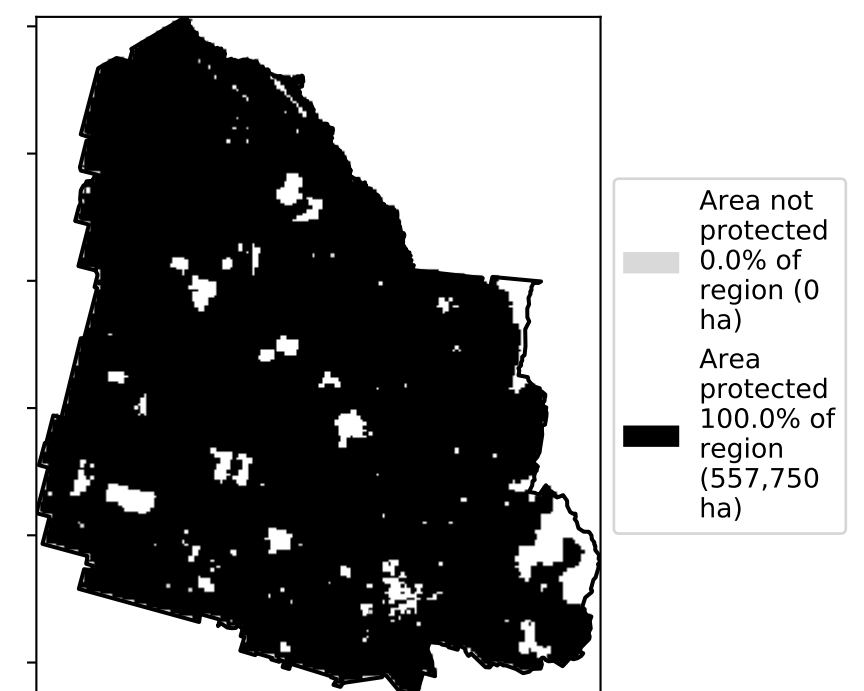 Area not
protected
0.0% of
region (0
ha)
Area
protected
100.0% of
region
(557,750
ha)